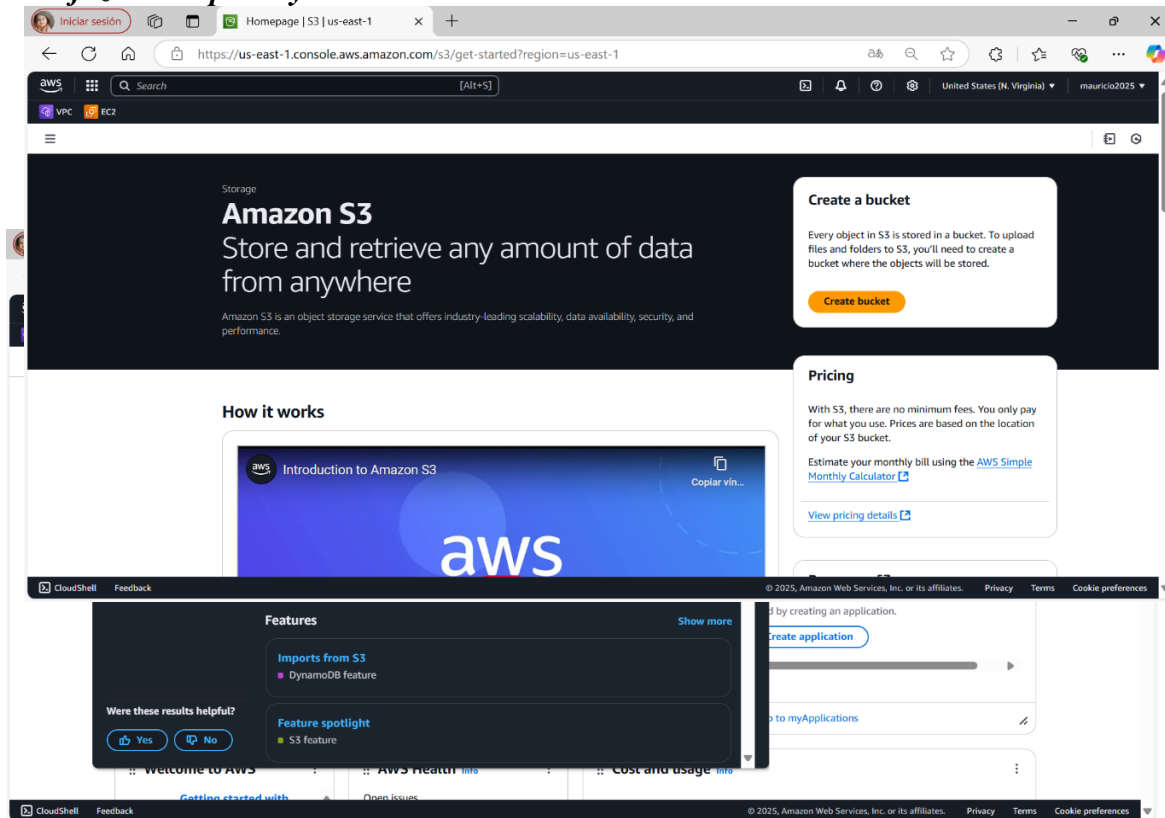 Iniciar sesión
Homepage | S3 | us-east-1
https://us-east-1.console.aws.amazon.com/s3/get-started?region=us-east-1
aws
Search
[Alt+S]
United States (N. Virginia)
mauricio2025
VPC
EC2
Storage
Amazon S3
Store and retrieve any amount of data
from anywhere
Amazon S3 is an object storage service that offers industry-leading scalability, data availability, security, and
performance.
Create a bucket
Every object in S3 is stored in a bucket. To upload
files and folders to S3, you'll need to create a
bucket where the objects will be stored.
Create bucket
Pricing
With S3, there are no minimum fees. You only pay
for what you use. Prices are based on the location
of your S3 bucket.
Estimate your monthly bill using the AWS Simple
Monthly Calculator
View pricing details
How it works
aws
Introduction to Amazon S3
Copiar vín...
aws
CloudShell Feedback
© 2025, Amazon Web Services, Inc. or its affiliates. Privacy Terms Cookie preferences
Features
Show more
Imports from S3
DynamoDB feature
Feature spotlight
S3 feature
Were these results helpful?
Yes
No
d by creating an application.
Create application
to myApplications
Welcome to AWS
AWS Health Info
Cost and usage Info
Getting started with
Open issues
CloudShell Feedback
© 2025, Amazon Web Services, Inc. or its affiliates. Privacy Terms Cookie preferences